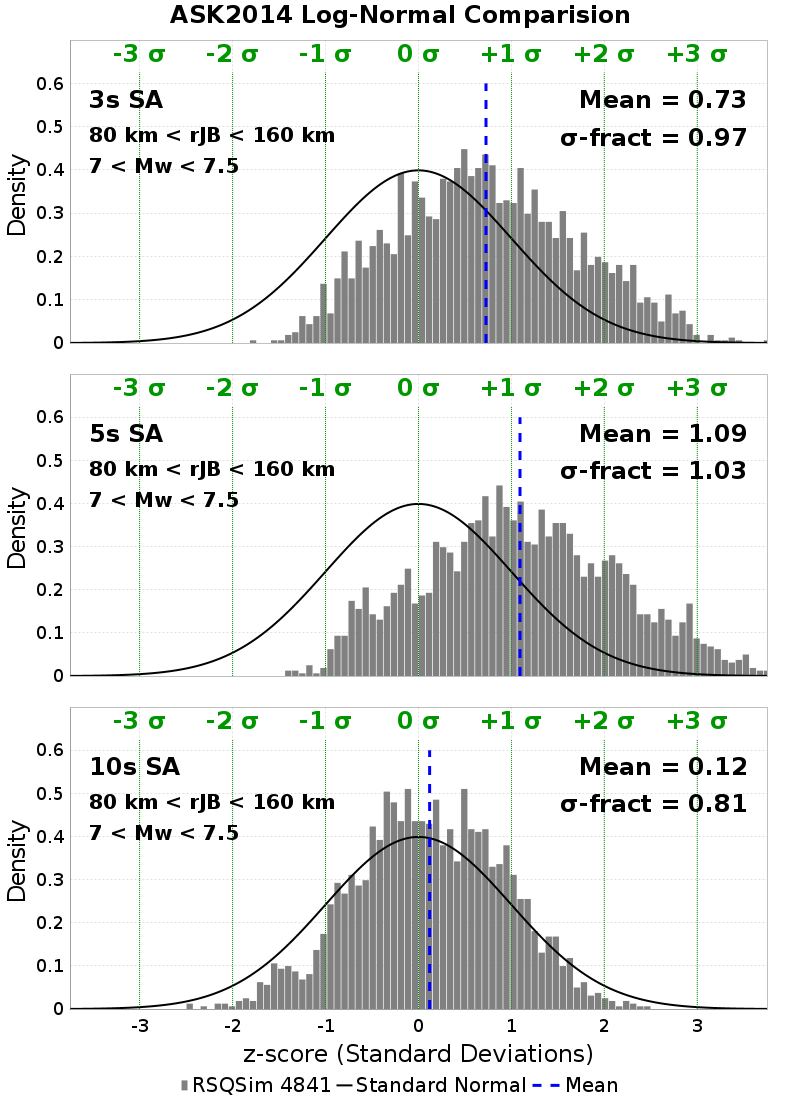 ASK2014 Log-Normal Comparision
-3 σ -2 σ -1 σ 0 σ +1 σ +2 σ +3 σ
3s SA
80 km < rJB < 160 km
7 < Mw < 7.5
Mean = 0.73
σ-fract = 0.97
0.6
0.5
0.4
0.3
0.2
0.1
0
Density
-3 σ -2 σ -1 σ 0 σ +1 σ +2 σ +3 σ
5s SA
80 km < rJB < 160 km
7 < Mw < 7.5
Mean = 1.09
σ-fract = 1.03
0.6
0.5
0.4
0.3
0.2
0.1
0
Density
-3 σ -2 σ -1 σ 0 σ +1 σ +2 σ +3 σ
10s SA
80 km < rJB < 160 km
7 < Mw < 7.5
Mean = 0.12
σ-fract = 0.81
0.6
0.5
0.4
0.3
0.2
0.1
0
Density
-3 -2 -1 0 1 2 3
z-score (Standard Deviations)
RSQSim 4841 Standard Normal Mean